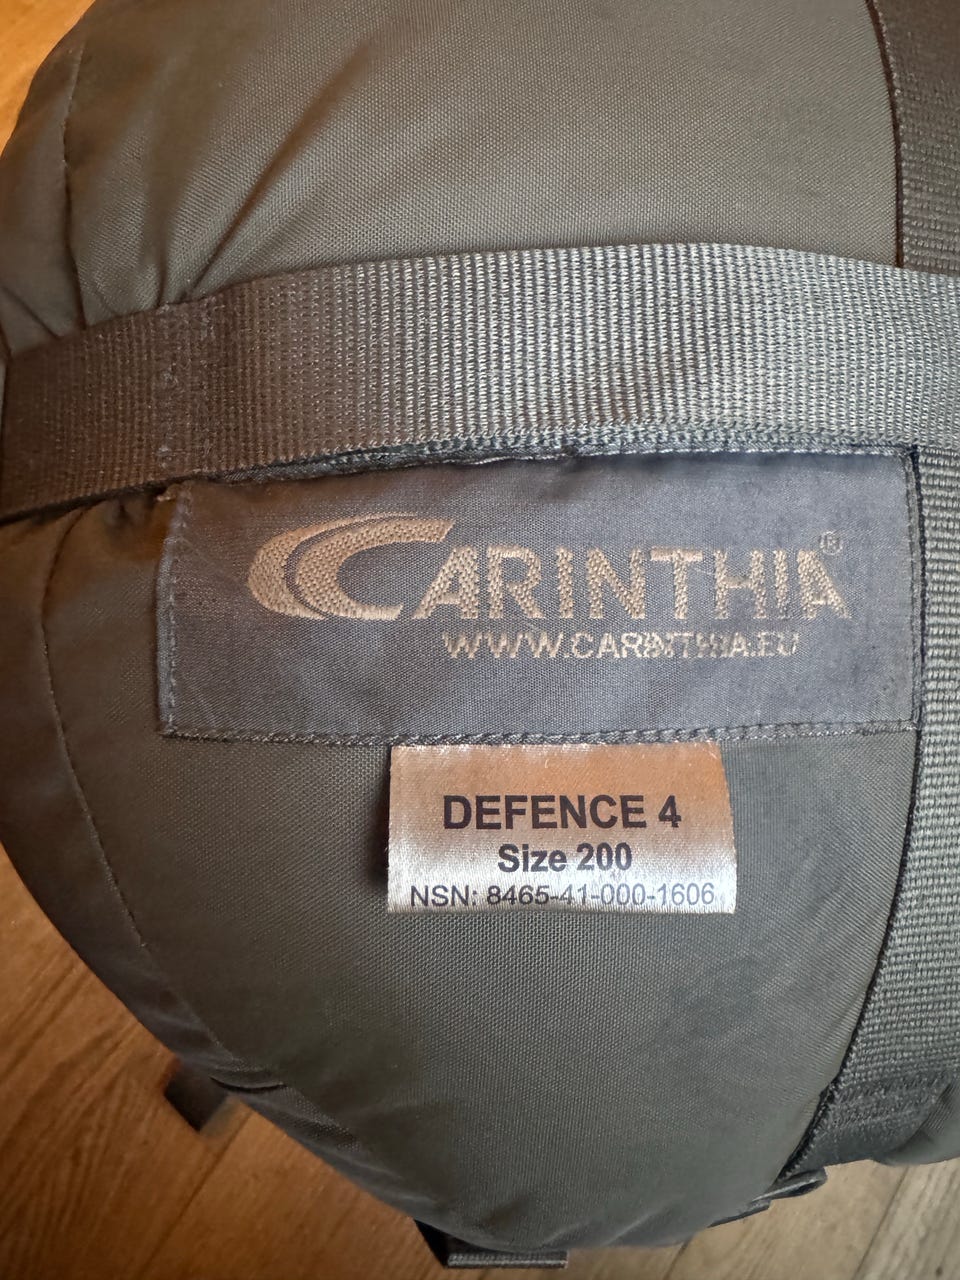 CARINTHIA®
WWW.CARINTHIA.EU
DEFENCE 4
Size 200
NSN: 8465-41-000-1606